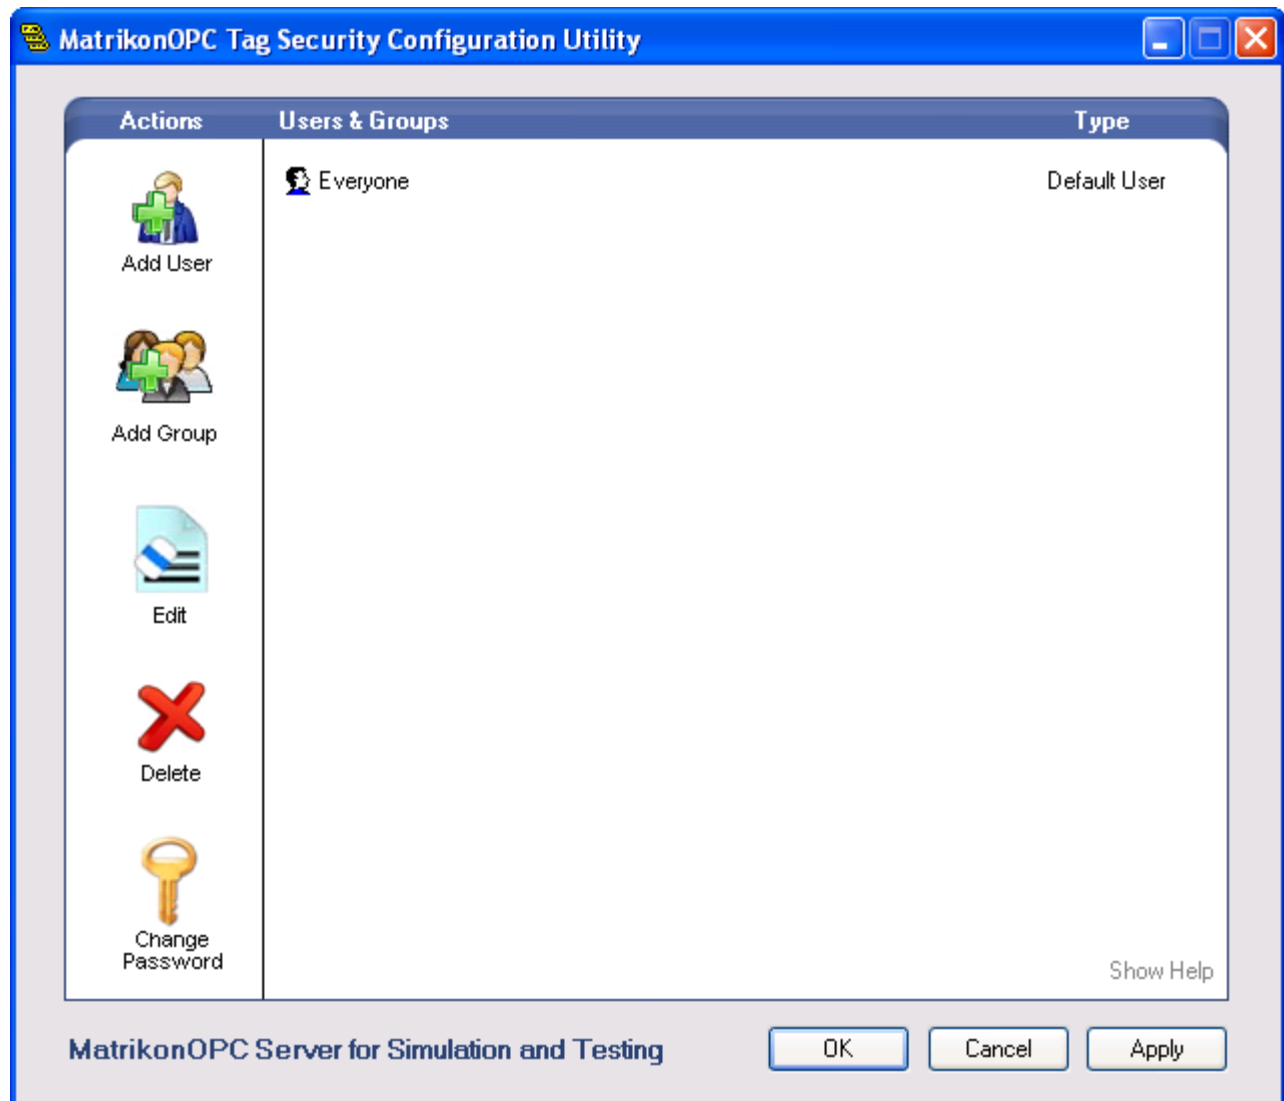 MatrikonOPC Tag Security Configuration Utility
Actions Users & Groups Type
Everyone Default User
Add User
Add Group
Edit
Delete
Change
Password
Show Help
MatrikonOPC Server for Simulation and Testing OK Cancel Apply